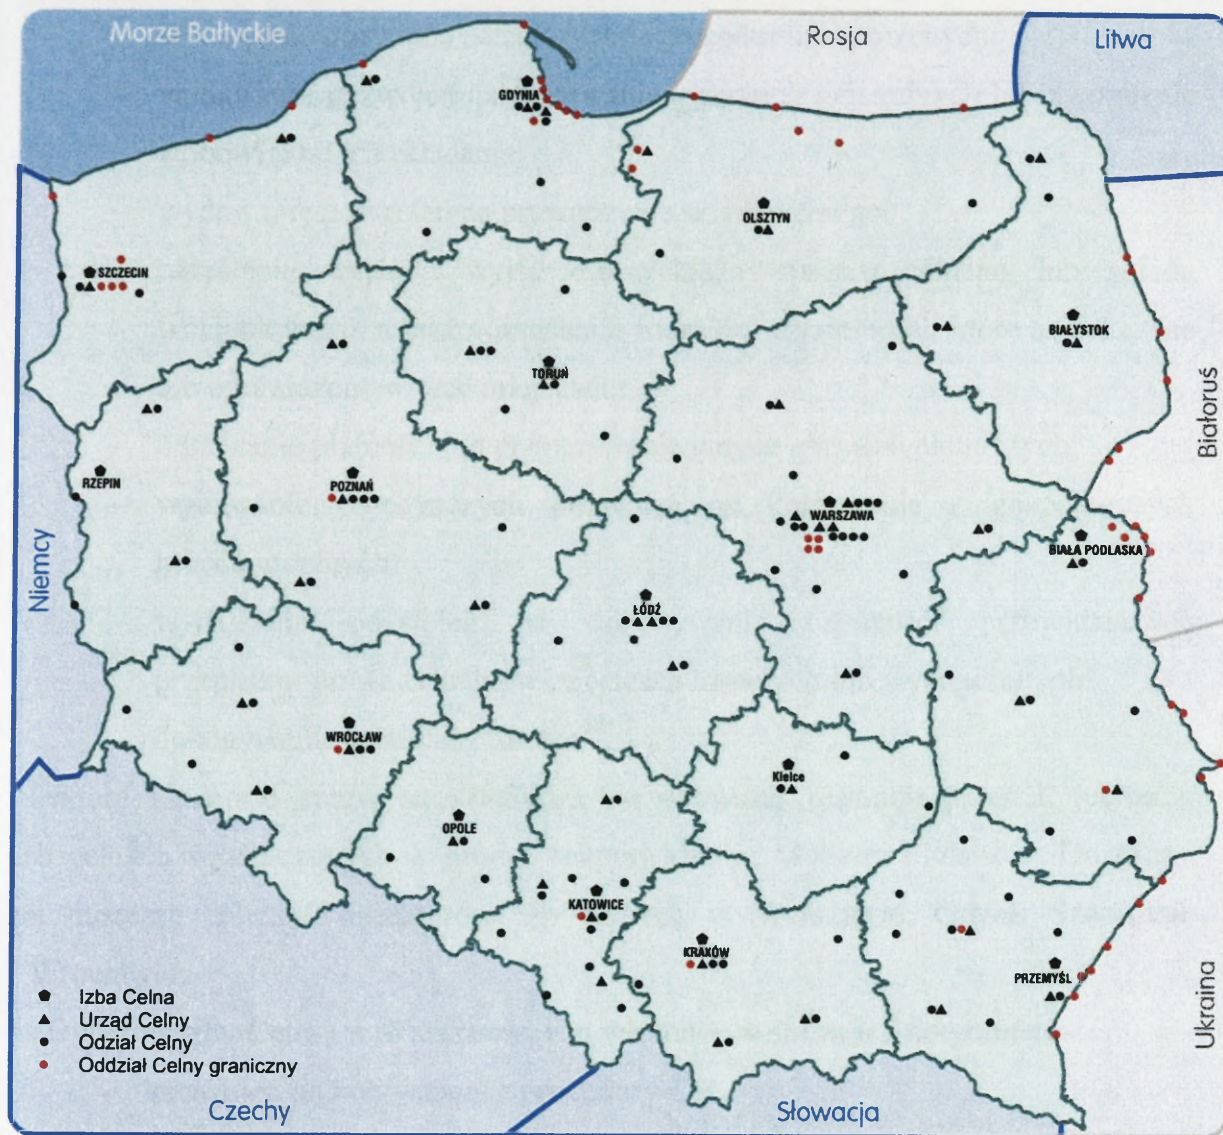 Morze Bałtyckie
Rosja
Litwa
GDYNIA
OLSZTYN
SZCZECIN
BIAŁYSTOK
TORUŃ
Białoruś
RZEPIN
POZNAŃ
WARSZAWA
BIAŁA PODLASKA
Niemcy
ŁÓDŹ
WROCŁAW
Kielce
OPOLE
KATOWICE
KRAKÓW
PRZEMYŚL
Ukraina
Izba Celna
Urząd Celny
Odział Celny
Oddział Celny graniczny
Czechy
Słowacja